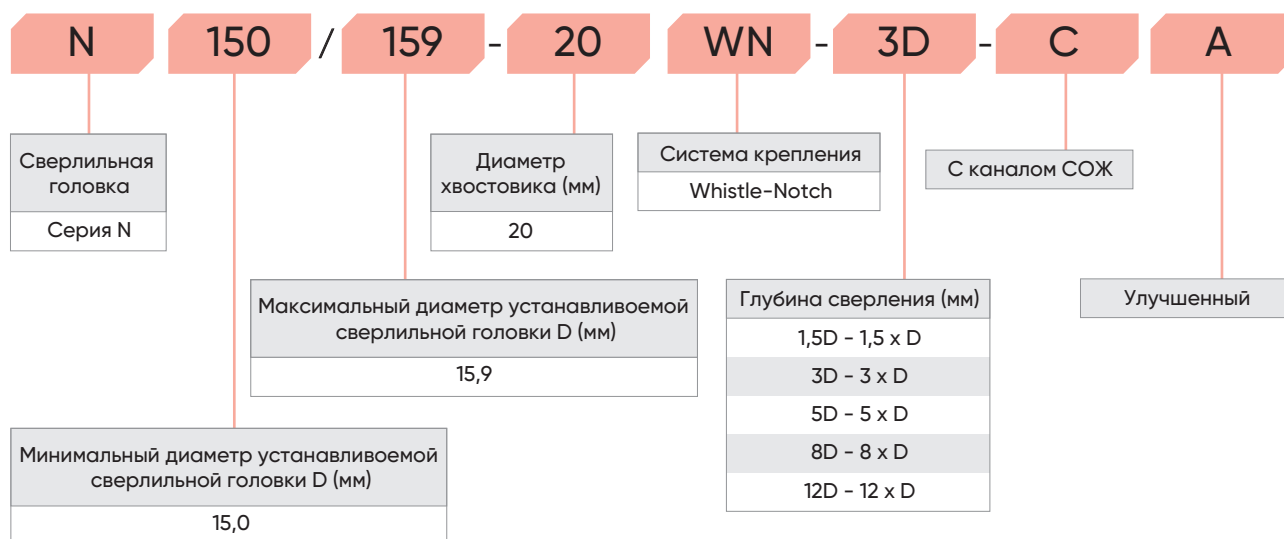 N 150 / 159 - 20 WN - 3D - C A
Сверлильная
головка
Серия N
Диаметр
хвостовика (мм)
20
Система крепления
Whistle-Notch
С каналом СОЖ
Максимальный диаметр устанавливоемой
сверлильной головки D (мм)
15,9
Глубина сверления (мм)
1,5D - 1,5 x D
3D - 3 x D
5D - 5 x D
8D - 8 x D
12D - 12 x D
Улучшенный
Минимальный диаметр устанавливоемой
сверлильной головки D (мм)
15,0